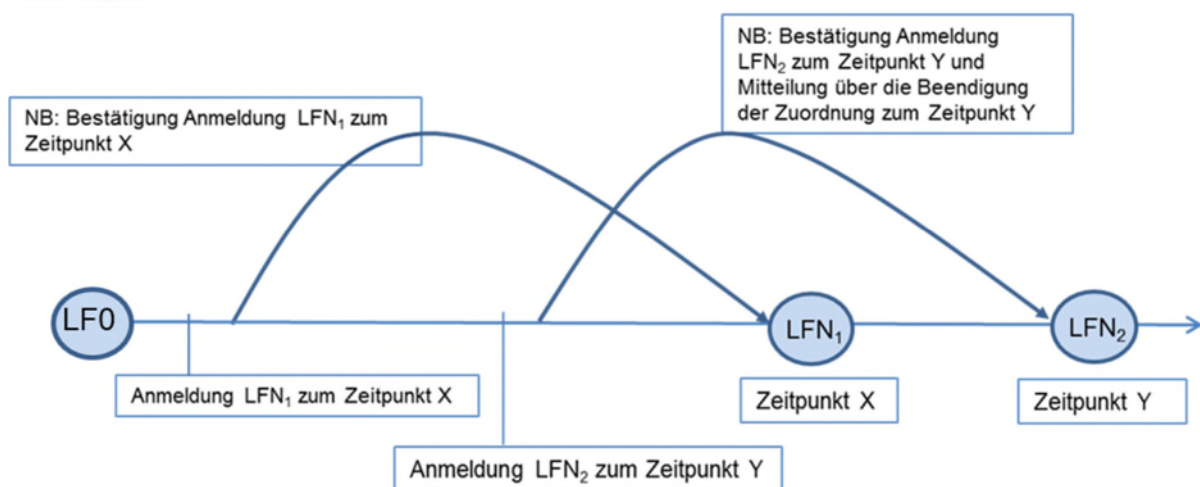 NB: Bestätigung Anmeldung
LFN₂ zum Zeitpunkt Y und
Mitteilung über die Beendigung
der Zuordnung zum Zeitpunkt Y
NB: Bestätigung Anmeldung LFN₁ zum
Zeitpunkt X
LF0
LFN₁
LFN₂
Anmeldung LFN₁ zum Zeitpunkt X
Zeitpunkt X
Zeitpunkt Y
Anmeldung LFN₂ zum Zeitpunkt Y